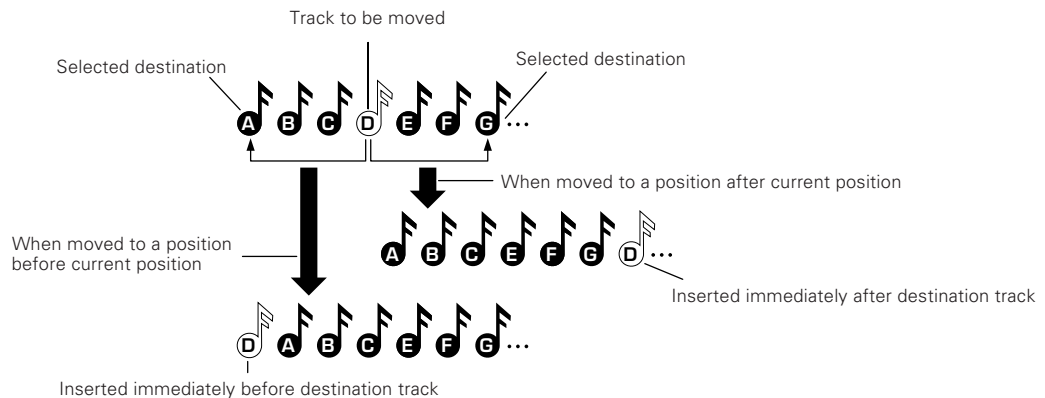 Track to be moved
Selected destination
Selected destination
A B C D E F G ...
When moved to a position after current position
A B C E F G D ...
When moved to a position
before current position
Inserted immediately after destination track
D A B C E F G ...
Inserted immediately before destination track